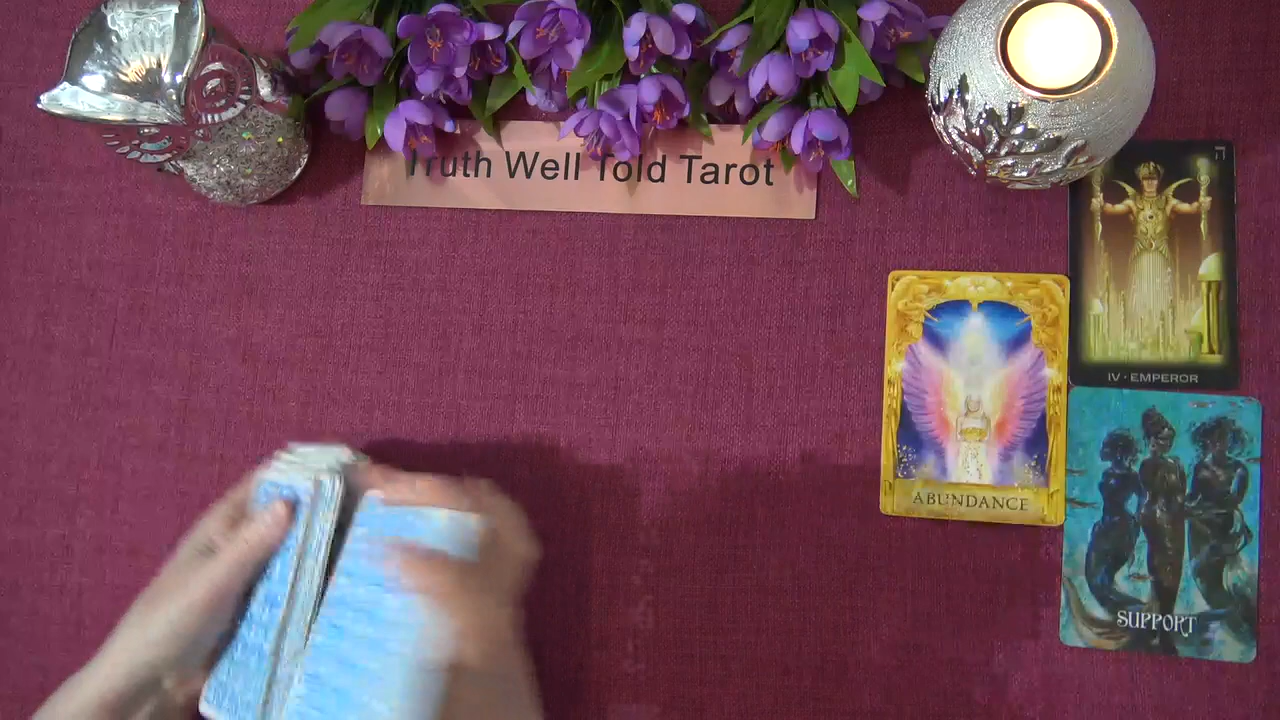 Truth Well Told Tarot
ה
IV · EMPEROR
ABUNDANCE
SUPPORT